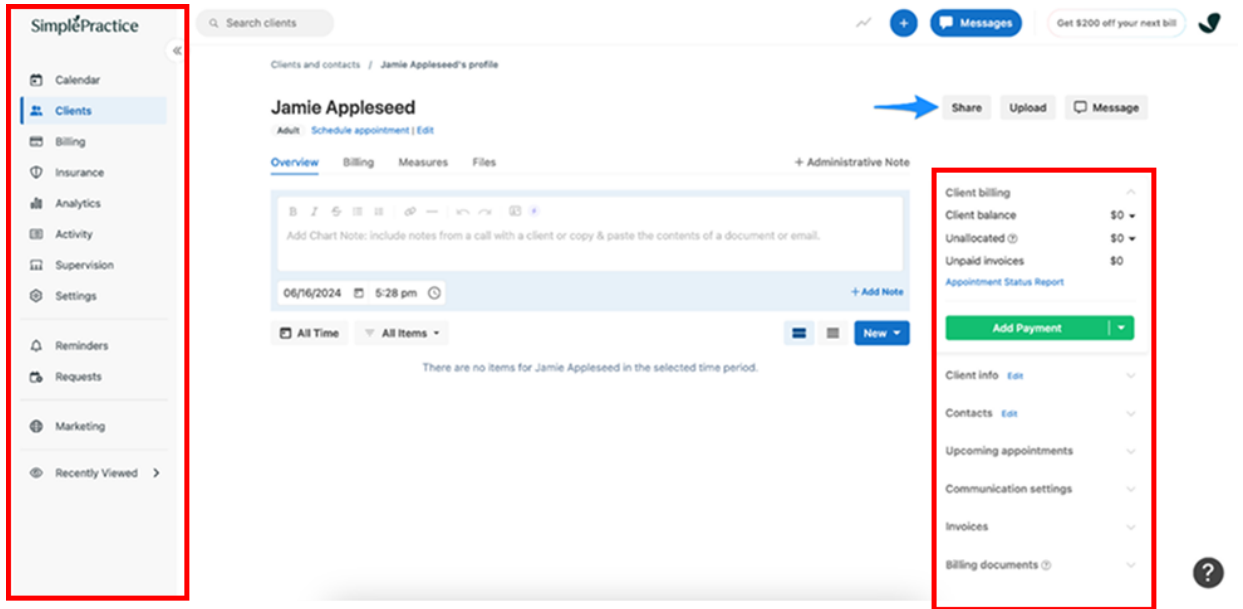 SimplePractice
Search clients
+
Messages
Get $200 off your next bill
Calendar
Clients
Billing
Insurance
Analytics
Activity
Supervision
Settings
Reminders
Requests
Marketing
Recently Viewed
Clients and contacts / Jamie Appleseed's profile
Jamie Appleseed
Share Upload Message
Adult Schedule appointment | Edit
Overview Billing Measures Files + Administrative Note
B I S
Add Chart Note: include notes from a call with a client or copy & paste the contents of a document or email.
06/16/2024 5:28 pm + Add Note
All Time All Items New
There are no items for Jamie Appleseed in the selected time period.
Client billing
Client balance $0
Unallocated ? $0
Unpaid invoices $0
Appointment Status Report
Add Payment
Client info Edit
Contacts Edit
Upcoming appointments
Communication settings
Invoices
Billing documents ?
?